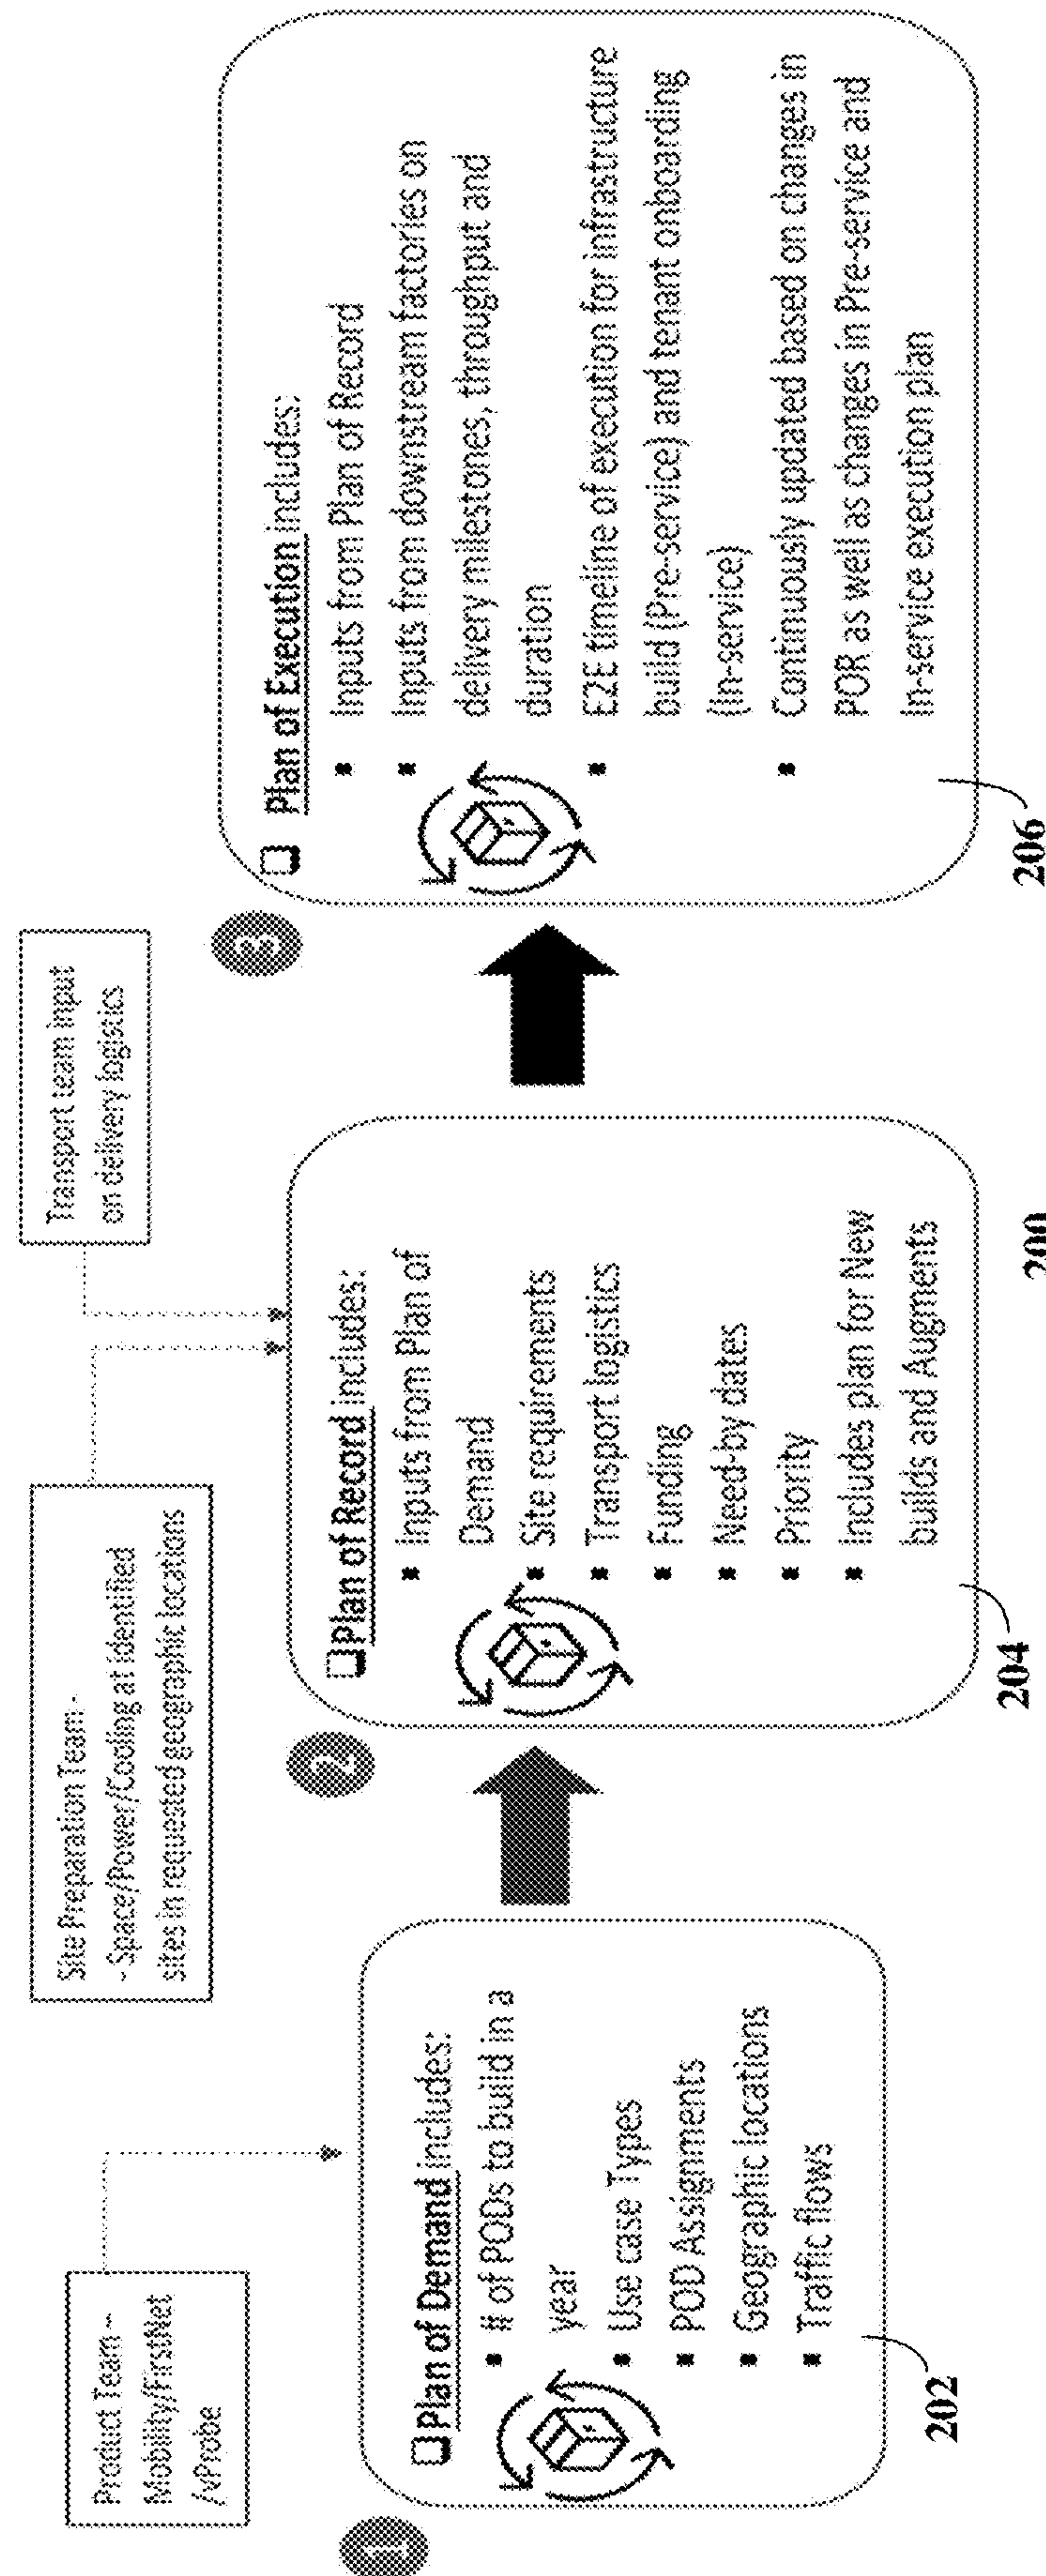 Product Team –
Mobility/FirstNet
/vProbe
Site Preparation Team -
- Space/Power/Cooling at identified
sites in requested geographic locations
Transport team input
on delivery logistics
1
Plan of Demand includes:
# of PODs to build in a
year
Use case Types
POD Assignments
Geographic locations
Traffic flows
202
2
Plan of Record includes:
Inputs from Plan of
Demand
Site requirements
Transport logistics
Funding
Need-by dates
Priority
Includes plan for New
builds and Augments
204
3
Plan of Execution includes:
Inputs from Plan of Record
Inputs from downstream factories on
delivery milestones, throughput and
duration
E2E timeline of execution for infrastructure
build (Pre-service) and tenant onboarding
(In-service)
Continuously updated based on changes in
POR as well as changes in Pre-service and
In-service execution plan
206
200